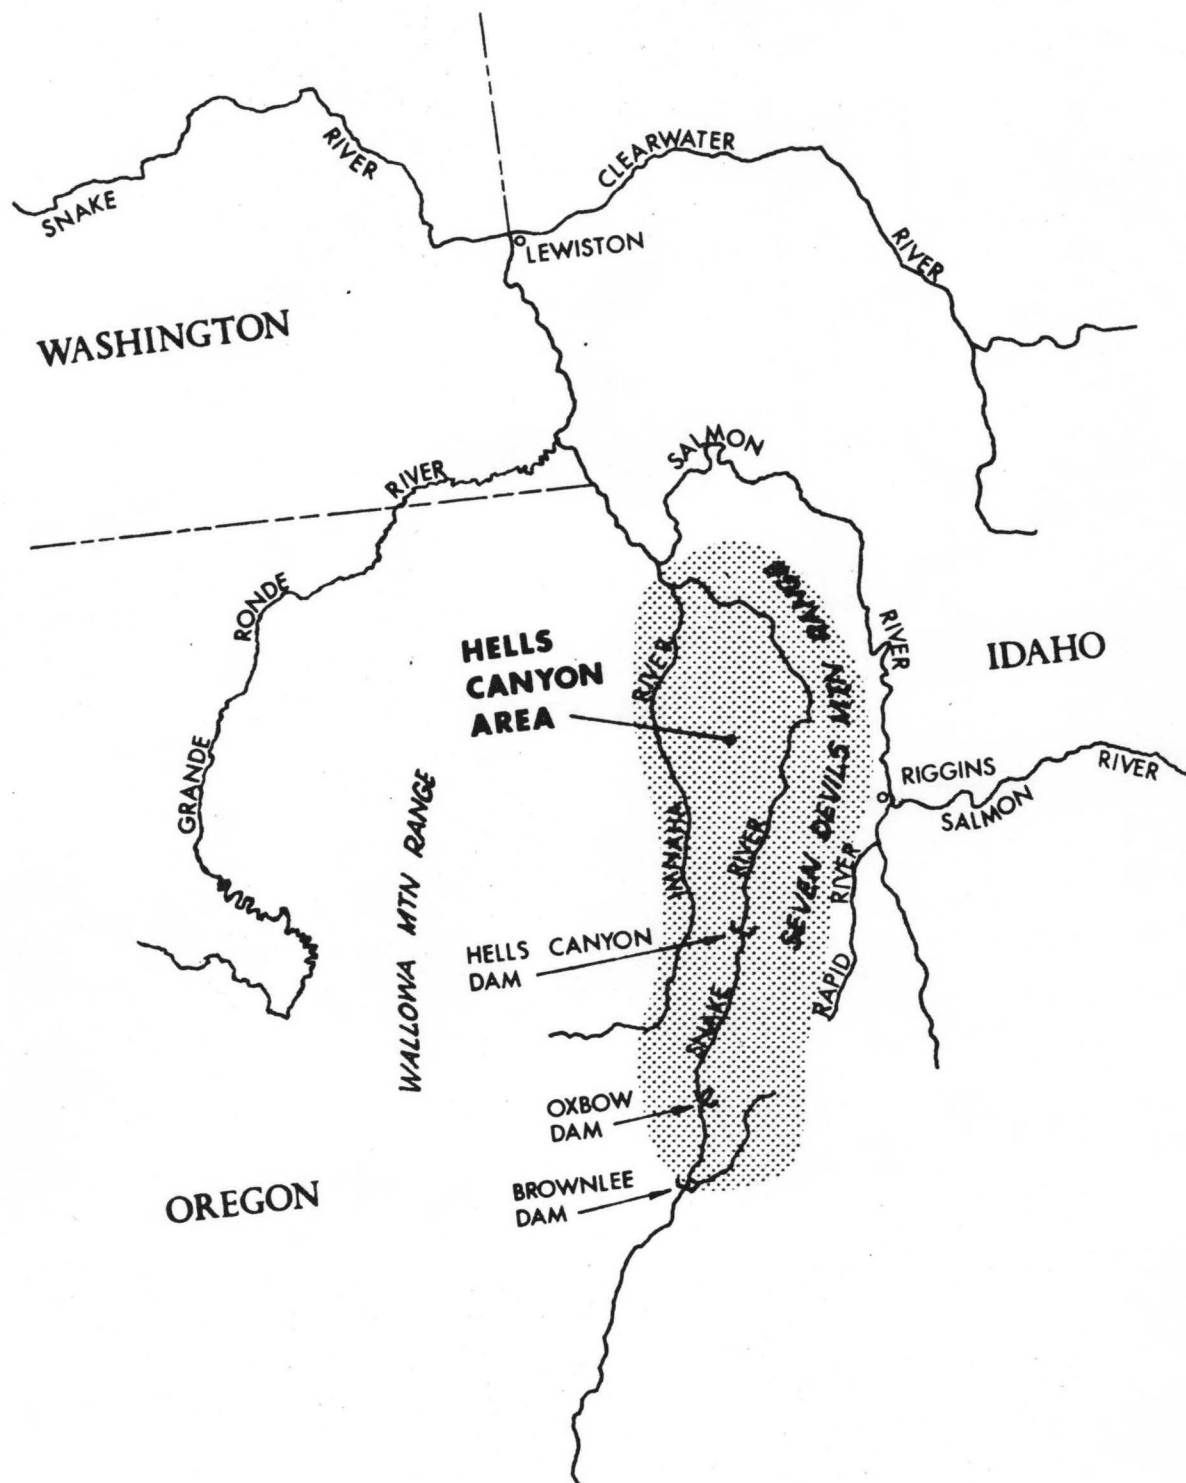 SNAKE RIVER
CLEARWATER RIVER
LEWISTON
WASHINGTON
SALMON RIVER
GRANDE RONDE RIVER
HELLS
CANYON
AREA
IMNAHA RIVER
SEVEN DEVILS MTN RANGE
IDAHO
RIGGINS
SALMON RIVER
WALLOWA MTN RANGE
SNAKE RIVER
RAPID RIVER
HELLS CANYON
DAM
OXBOW
DAM
BROWNLEE
DAM
OREGON